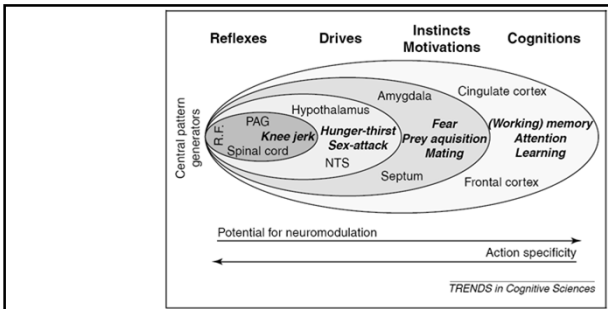 Reflexes
Drives
Instincts
Motivations
Cognitions
Central pattern
generators
R.F.
PAG
Knee jerk
Spinal cord
Hypothalamus
Hunger-thirst
Sex-attack
NTS
Amygdala
Fear
Prey aquisition
Mating
Septum
Cingulate cortex
(Working) memory
Attention
Learning
Frontal cortex
Potential for neuromodulation
Action specificity
TRENDS in Cognitive Sciences